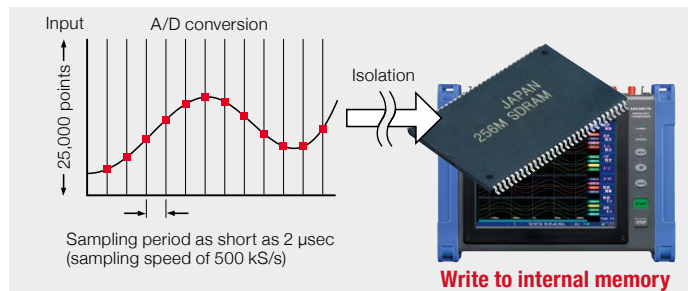 Input
A/D conversion
25,000 points
Isolation
JAPAN
256M SDRAM
Sampling period as short as 2 µsec
(sampling speed of 500 kS/s)
Write to internal memory